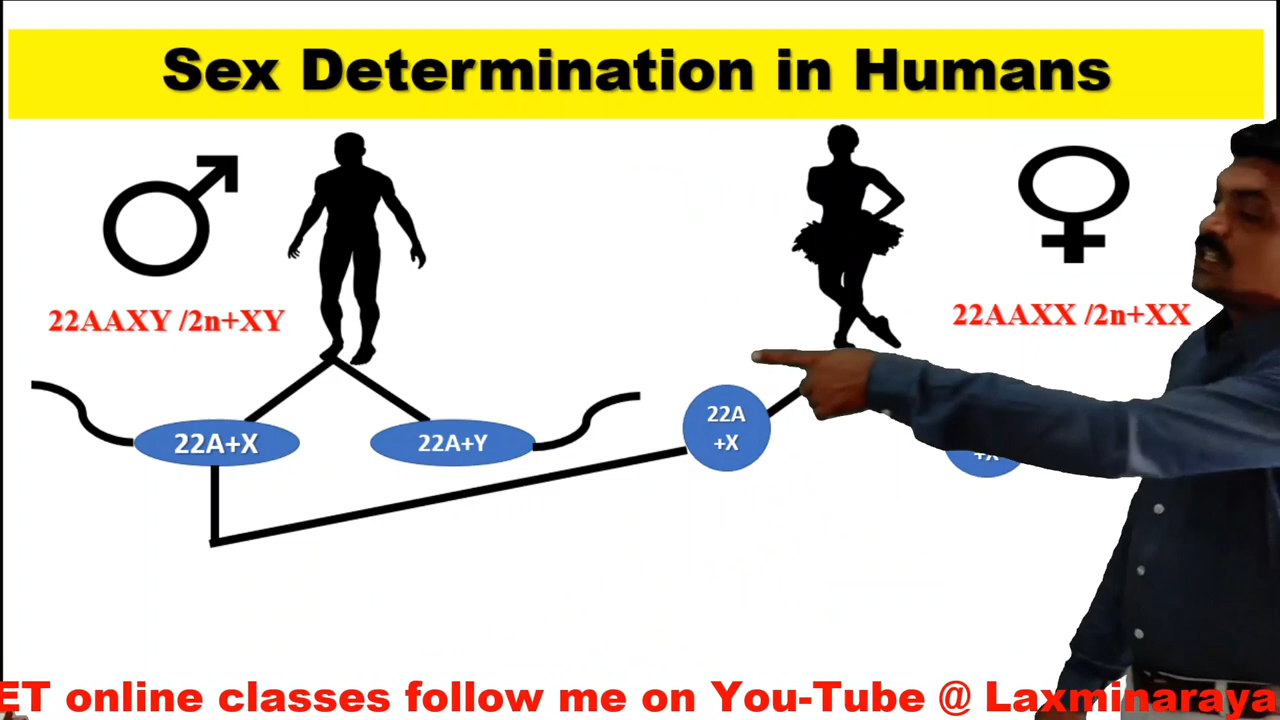 Sex Determination in Humans
22AAXY /2n+XY
22AAXX /2n+XX
22A+X
22A+Y
22A
+X
+X
ET online classes follow me on You-Tube @ Laxminaraya